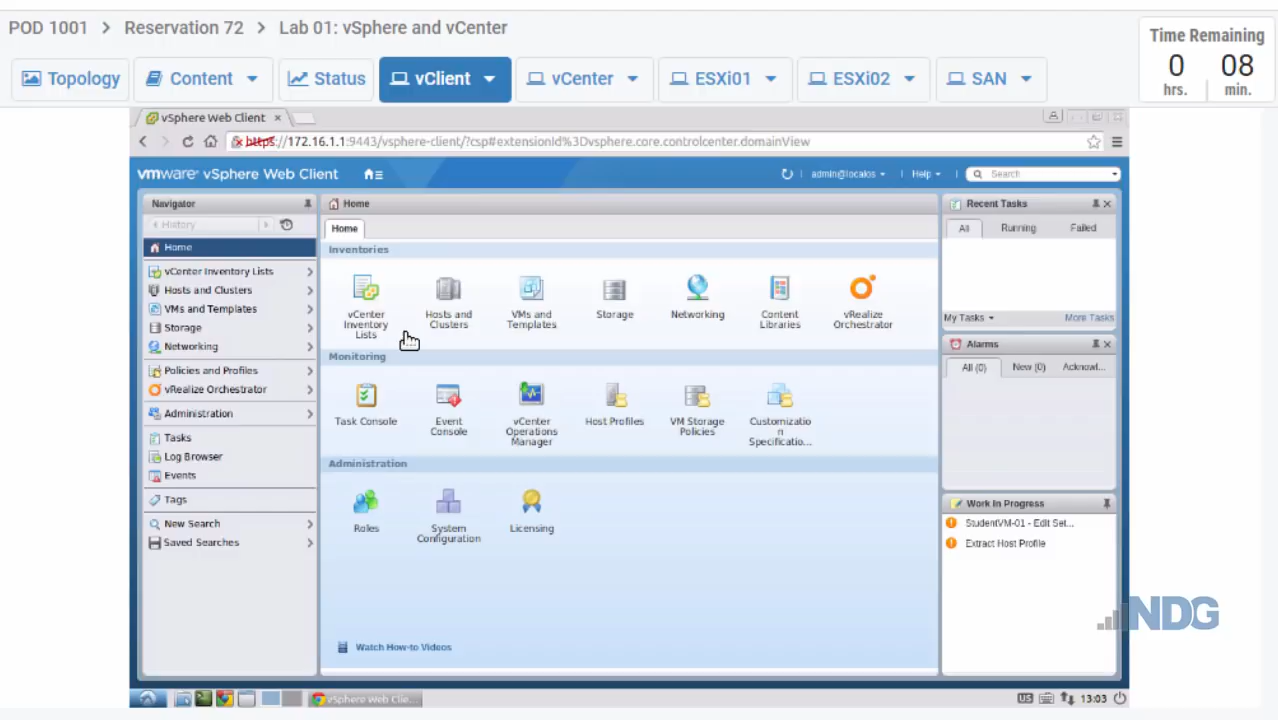 POD 1001 > Reservation 72 > Lab 01: vSphere and vCenter
Time Remaining
0 08
hrs. min.
Topology Content Status vClient vCenter ESXi01 ESXi02 SAN
vSphere Web Client ×
https://172.16.1.1:9443/vsphere-client/?csp#extensionId%3Dvsphere.core.controlcenter.domainView
vmware® vSphere Web Client
admin@localos Help Search
Navigator
History
Home
vCenter Inventory Lists
Hosts and Clusters
VMs and Templates
Storage
Networking
Policies and Profiles
vRealize Orchestrator
Administration
Tasks
Log Browser
Events
Tags
New Search
Saved Searches
Home
Home
Inventories
vCenter
Inventory
Lists
Hosts and
Clusters
VMs and
Templates
Storage
Networking
Content
Libraries
vRealize
Orchestrator
Monitoring
Task Console
Event
Console
vCenter
Operations
Manager
Host Profiles
VM Storage
Policies
Customizatio
n
Specificatio...
Administration
Roles
System
Configuration
Licensing
Watch How-to Videos
Recent Tasks
All Running Failed
My Tasks More Tasks
Alarms
All (0) New (0) Acknowl...
Work In Progress
StudentVM-01 - Edit Set...
Extract Host Profile
NDG
vSphere Web Clie...
US 13:03